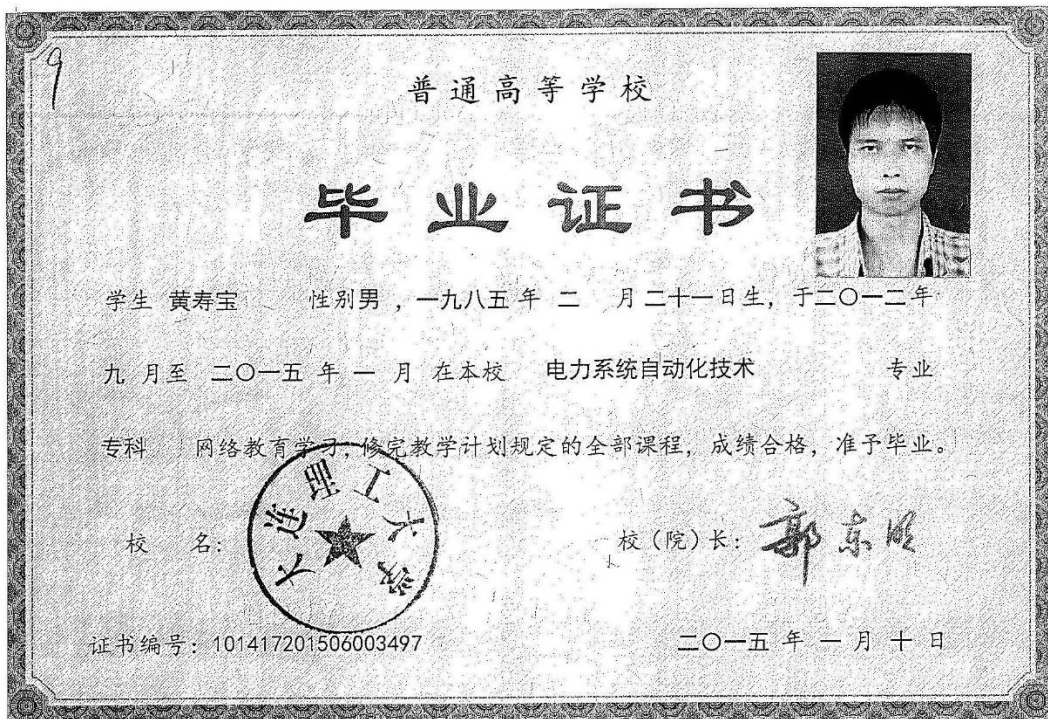 9
普通高等学校
毕业证书
学生 黄寿宝 性别男，一九八五年 二 月二十一日生，于二〇一二年
九 月至 二〇一五 年 一 月 在本校 电力系统自动化技术 专业
专科 网络教育学习，修完教学计划规定的全部课程，成绩合格，准予毕业。
校 名：
大连理工大学
校（院）长：郭东明
证书编号：101417201506003497
二〇一五 年 一 月 十 日